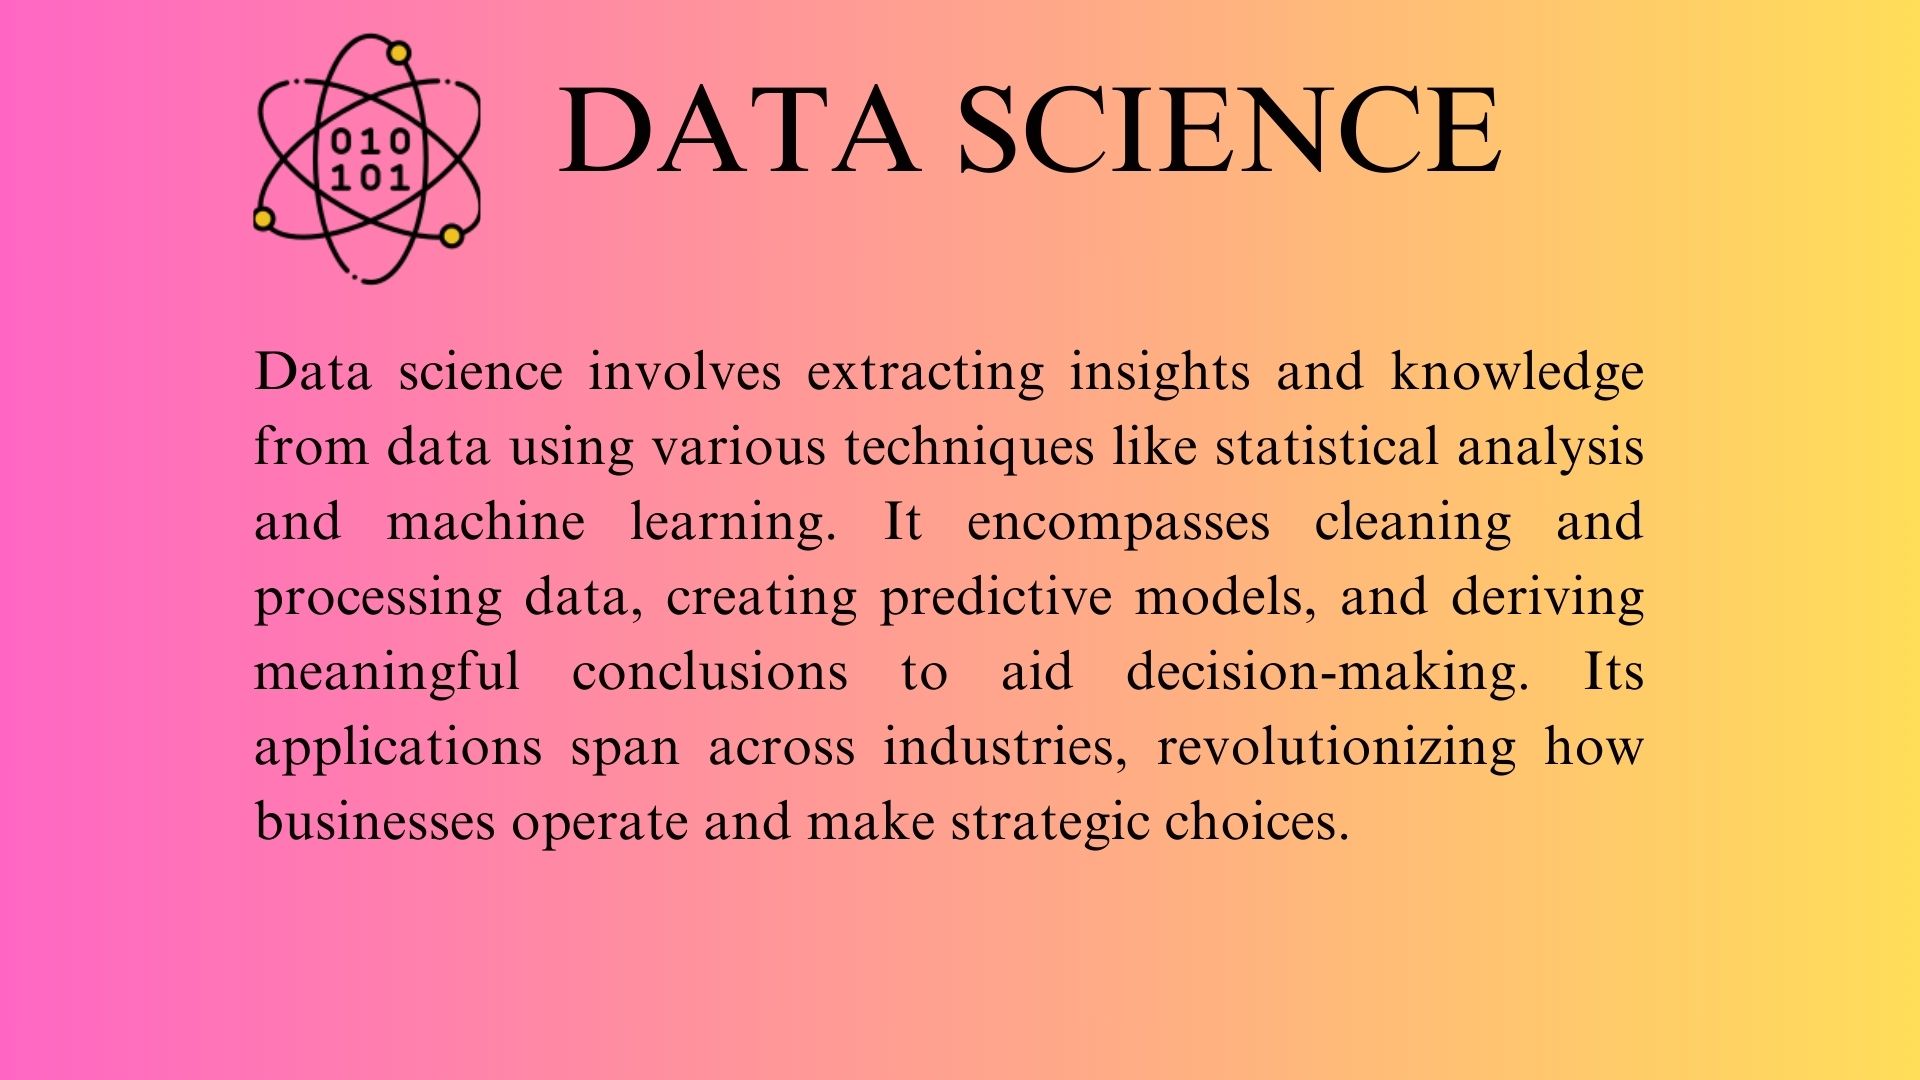 010
101
DATA SCIENCE
Data science involves extracting insights and knowledge
from data using various techniques like statistical analysis
and machine learning. It encompasses cleaning and
processing data, creating predictive models, and deriving
meaningful conclusions to aid decision-making. Its
applications span across industries, revolutionizing how
businesses operate and make strategic choices.